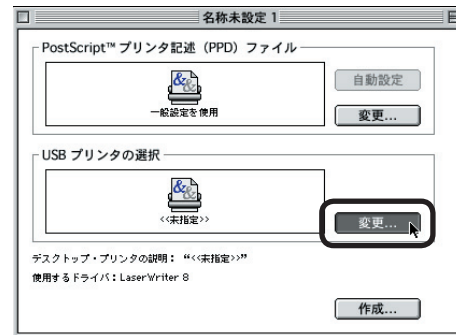 名称未設定 1
PostScript™ プリンタ記述（PPD）ファイル
一般設定を使用
自動設定
変更...
USB プリンタの選択
<<未指定>>
変更...
デスクトップ・プリンタの説明： “<<未指定>>”
使用するドライバ：LaserWriter 8
作成...